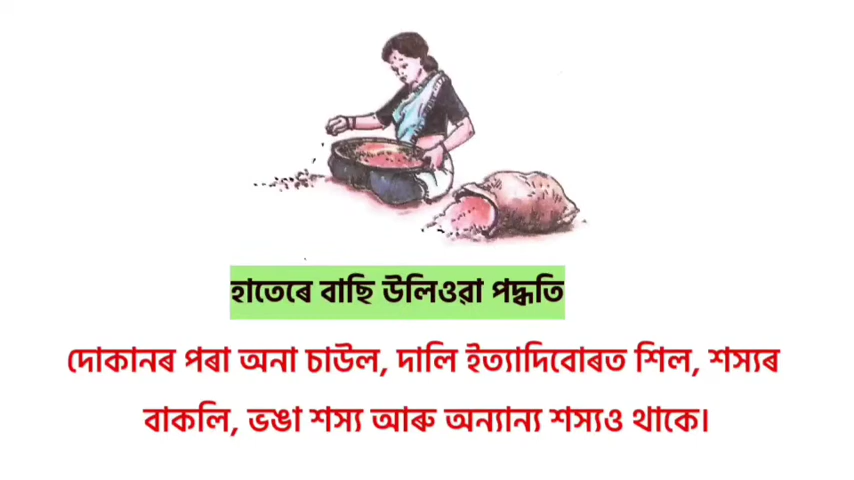 হাতেৰে বাছি উলিওৱা পদ্ধতি
দোকানৰ পৰা অনা চাউল, দালি ইত্যাদিবোৰত শিল, শস্যৰ
বাকলি, ভঙা শস্য আৰু অন্যান্য শস্যও থাকে।